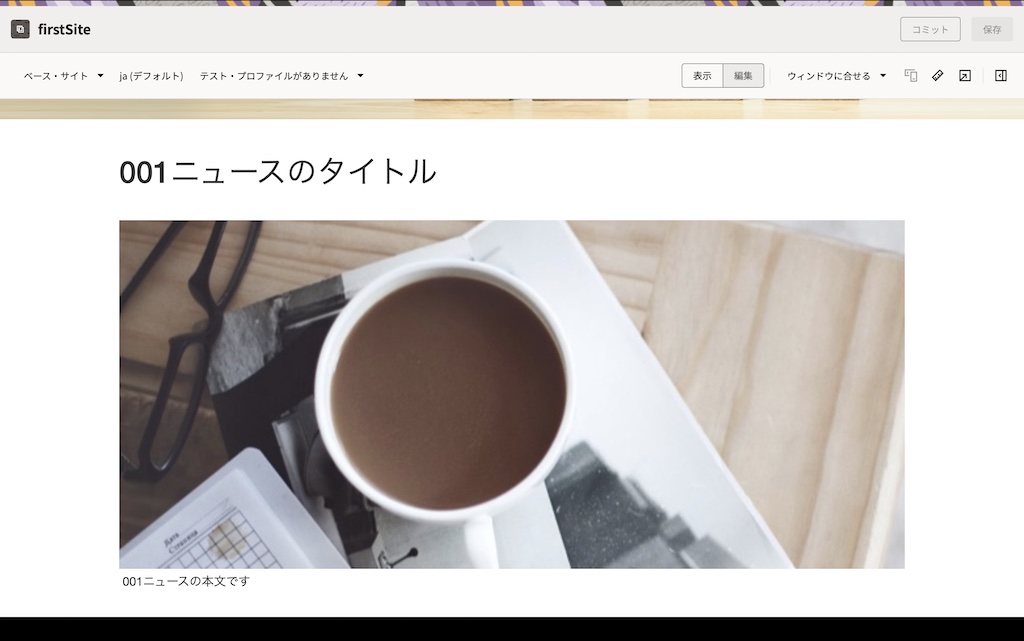 firstSite
コミット
保存
ベース・サイト
ja (デフォルト)
テスト・プロファイルがありません
表示
編集
ウィンドウに合せる
001ニュースのタイトル
001ニュースの本文です